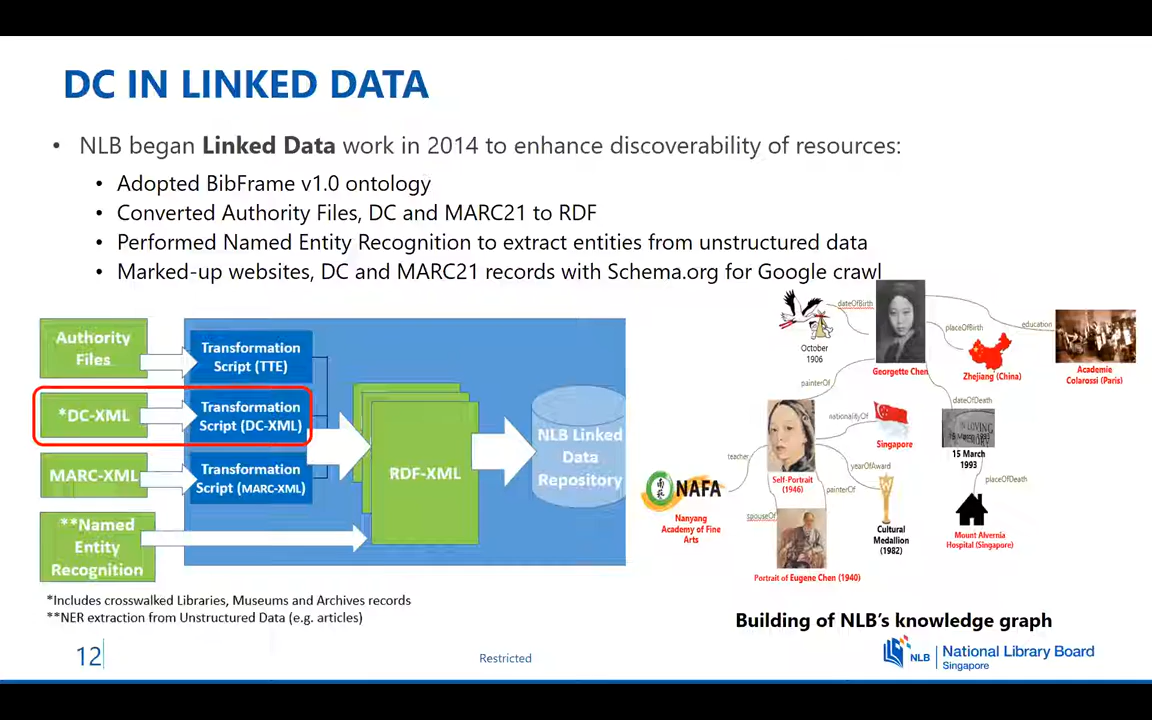 DC IN LINKED DATA
• NLB began Linked Data work in 2014 to enhance discoverability of resources:
• Adopted BibFrame v1.0 ontology
• Converted Authority Files, DC and MARC21 to RDF
• Performed Named Entity Recognition to extract entities from unstructured data
• Marked-up websites, DC and MARC21 records with Schema.org for Google crawl
Authority
Files
Transformation
Script (TTE)
*DC-XML
Transformation
Script (DC-XML)
MARC-XML
Transformation
Script (MARC-XML)
**Named
Entity
Recognition
RDF-XML
NLB Linked
Data
Repository
*Includes crosswalked Libraries, Museums and Archives records
**NER extraction from Unstructured Data (e.g. articles)
dateOfBirth
October
1906
Georgette Chen
placeOfBirth
Zhejiang (China)
education
Academie
Colarossi (Paris)
painterOf
nationalityOf
Singapore
dateOfDeath
IN LOVING
15 March 1993
15 March
1993
teacher
NAFA
Nanyang
Academy of Fine
Arts
Self-Portrait
(1946)
yearOfAward
painterOf
Cultural
Medallion
(1982)
placeOfDeath
Mount Alvernia
Hospital (Singapore)
spouseOf
Portrait of Eugene Chen (1940)
Building of NLB's knowledge graph
12
Restricted
NLB
National Library Board
Singapore